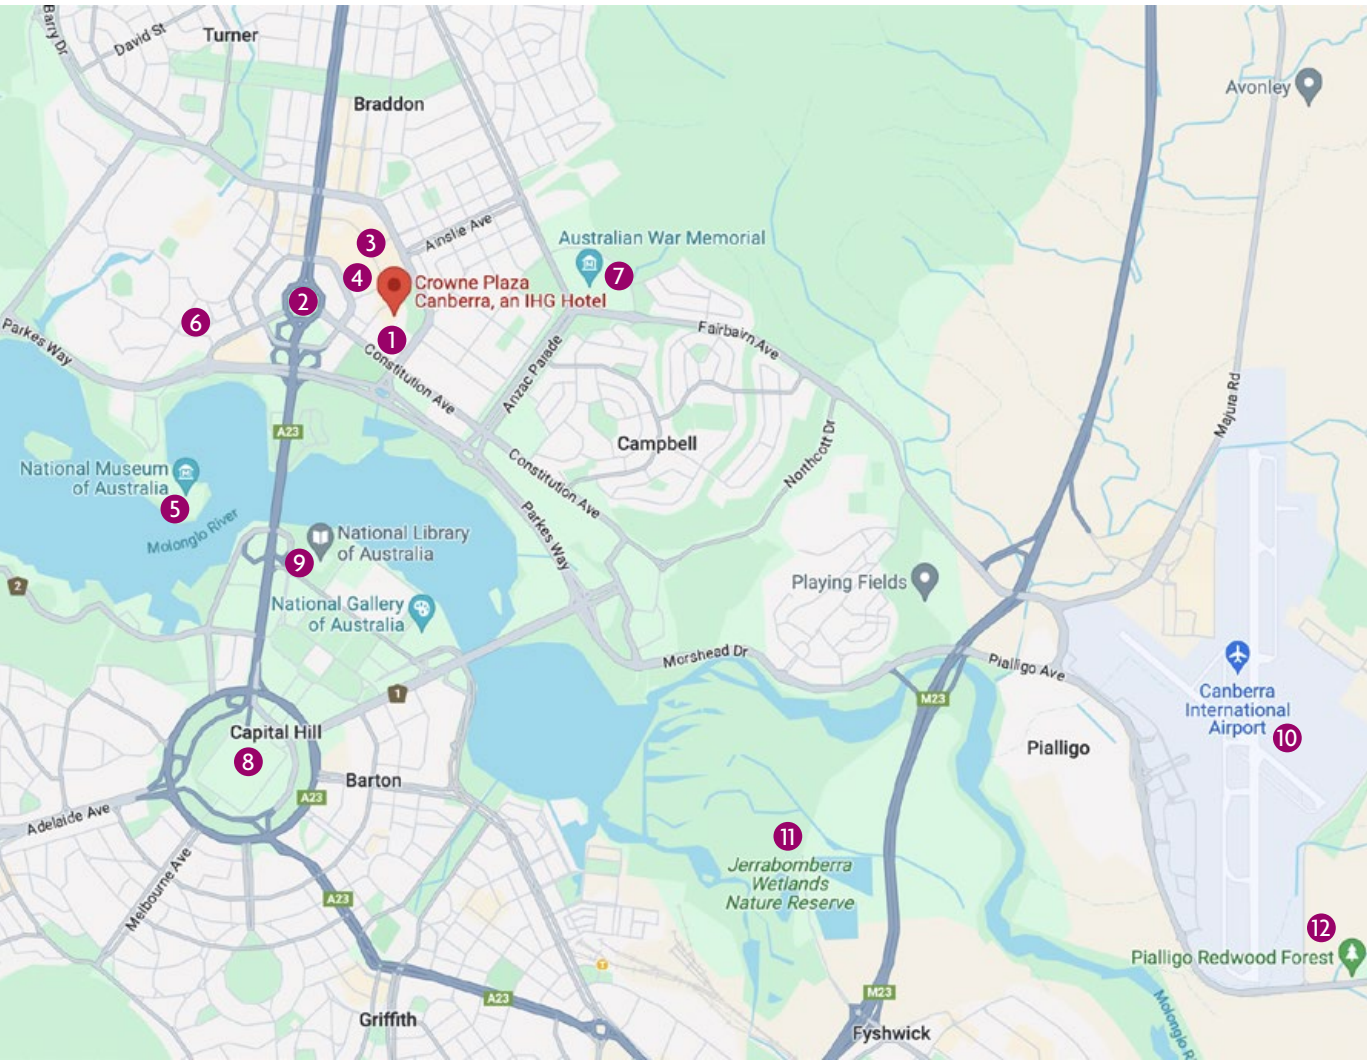 Barry Dr
David St
Turner
Braddon
Avonley
Ainslie Ave
3
Australian War Memorial
7
4
Crowne Plaza
Canberra, an IHG Hotel
2
6
1
Parkes Way
Constitution Ave
Fairbairn Ave
Anzac Parade
Majura Rd
A23
Campbell
Northcott Dr
National Museum
of Australia
5
Molonglo River
Constitution Ave
Parkes Way
National Library
of Australia
9
2
Playing Fields
National Gallery
of Australia
Morshead Dr
Pialligo Ave
1
M23
Canberra
International
Airport
10
Capital Hill
8
Pialligo
Barton
A23
Adelaide Ave
11
Jerrabomberra
Wetlands
Nature Reserve
Melbourne Ave
A23
12
Pialligo Redwood Forest
A23
M23
Molonglo R
Griffith
Fyshwick